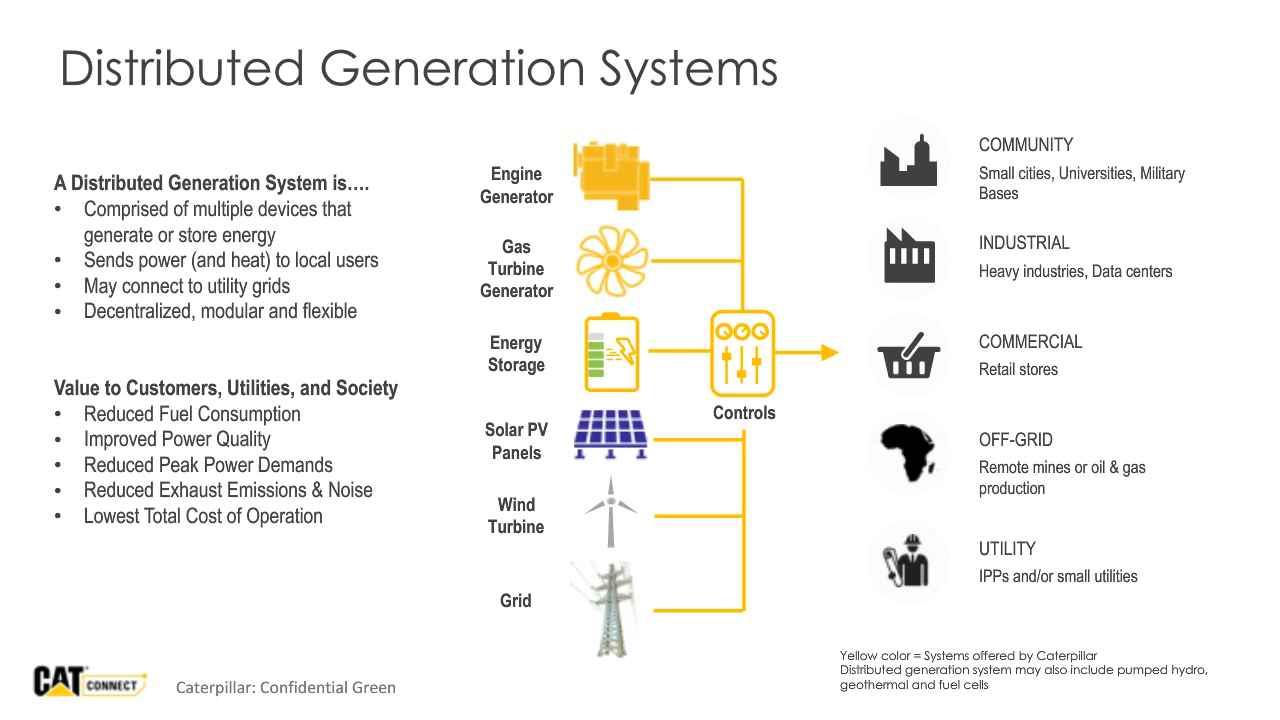 Distributed Generation Systems
A Distributed Generation System is….
• Comprised of multiple devices that
generate or store energy
• Sends power (and heat) to local users
• May connect to utility grids
• Decentralized, modular and flexible
Value to Customers, Utilities, and Society
• Reduced Fuel Consumption
• Improved Power Quality
• Reduced Peak Power Demands
• Reduced Exhaust Emissions & Noise
• Lowest Total Cost of Operation
Engine
Generator
Gas
Turbine
Generator
Energy
Storage
Solar PV
Panels
Wind
Turbine
Grid
Controls
COMMUNITY
Small cities, Universities, Military
Bases
INDUSTRIAL
Heavy industries, Data centers
COMMERCIAL
Retail stores
OFF-GRID
Remote mines or oil & gas
production
UTILITY
IPPs and/or small utilities
Yellow color = Systems offered by Caterpillar
Distributed generation system may also include pumped hydro,
geothermal and fuel cells
CAT CONNECT
Caterpillar: Confidential Green